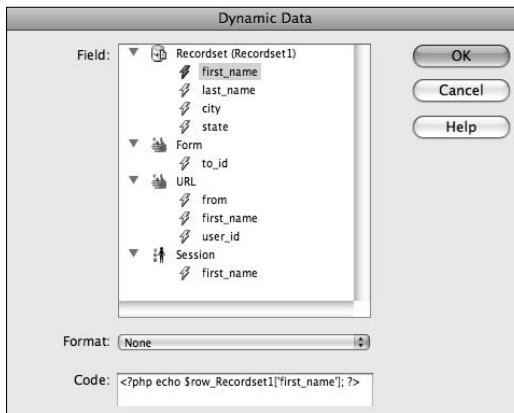 Dynamic Data
Field:
Recordset (Recordset1)
first_name
last_name
city
state
Form
to_id
URL
from
first_name
user_id
Session
first_name
OK
Cancel
Help
Format: None
Code: <?php echo $row_Recordset1['first_name']; ?>